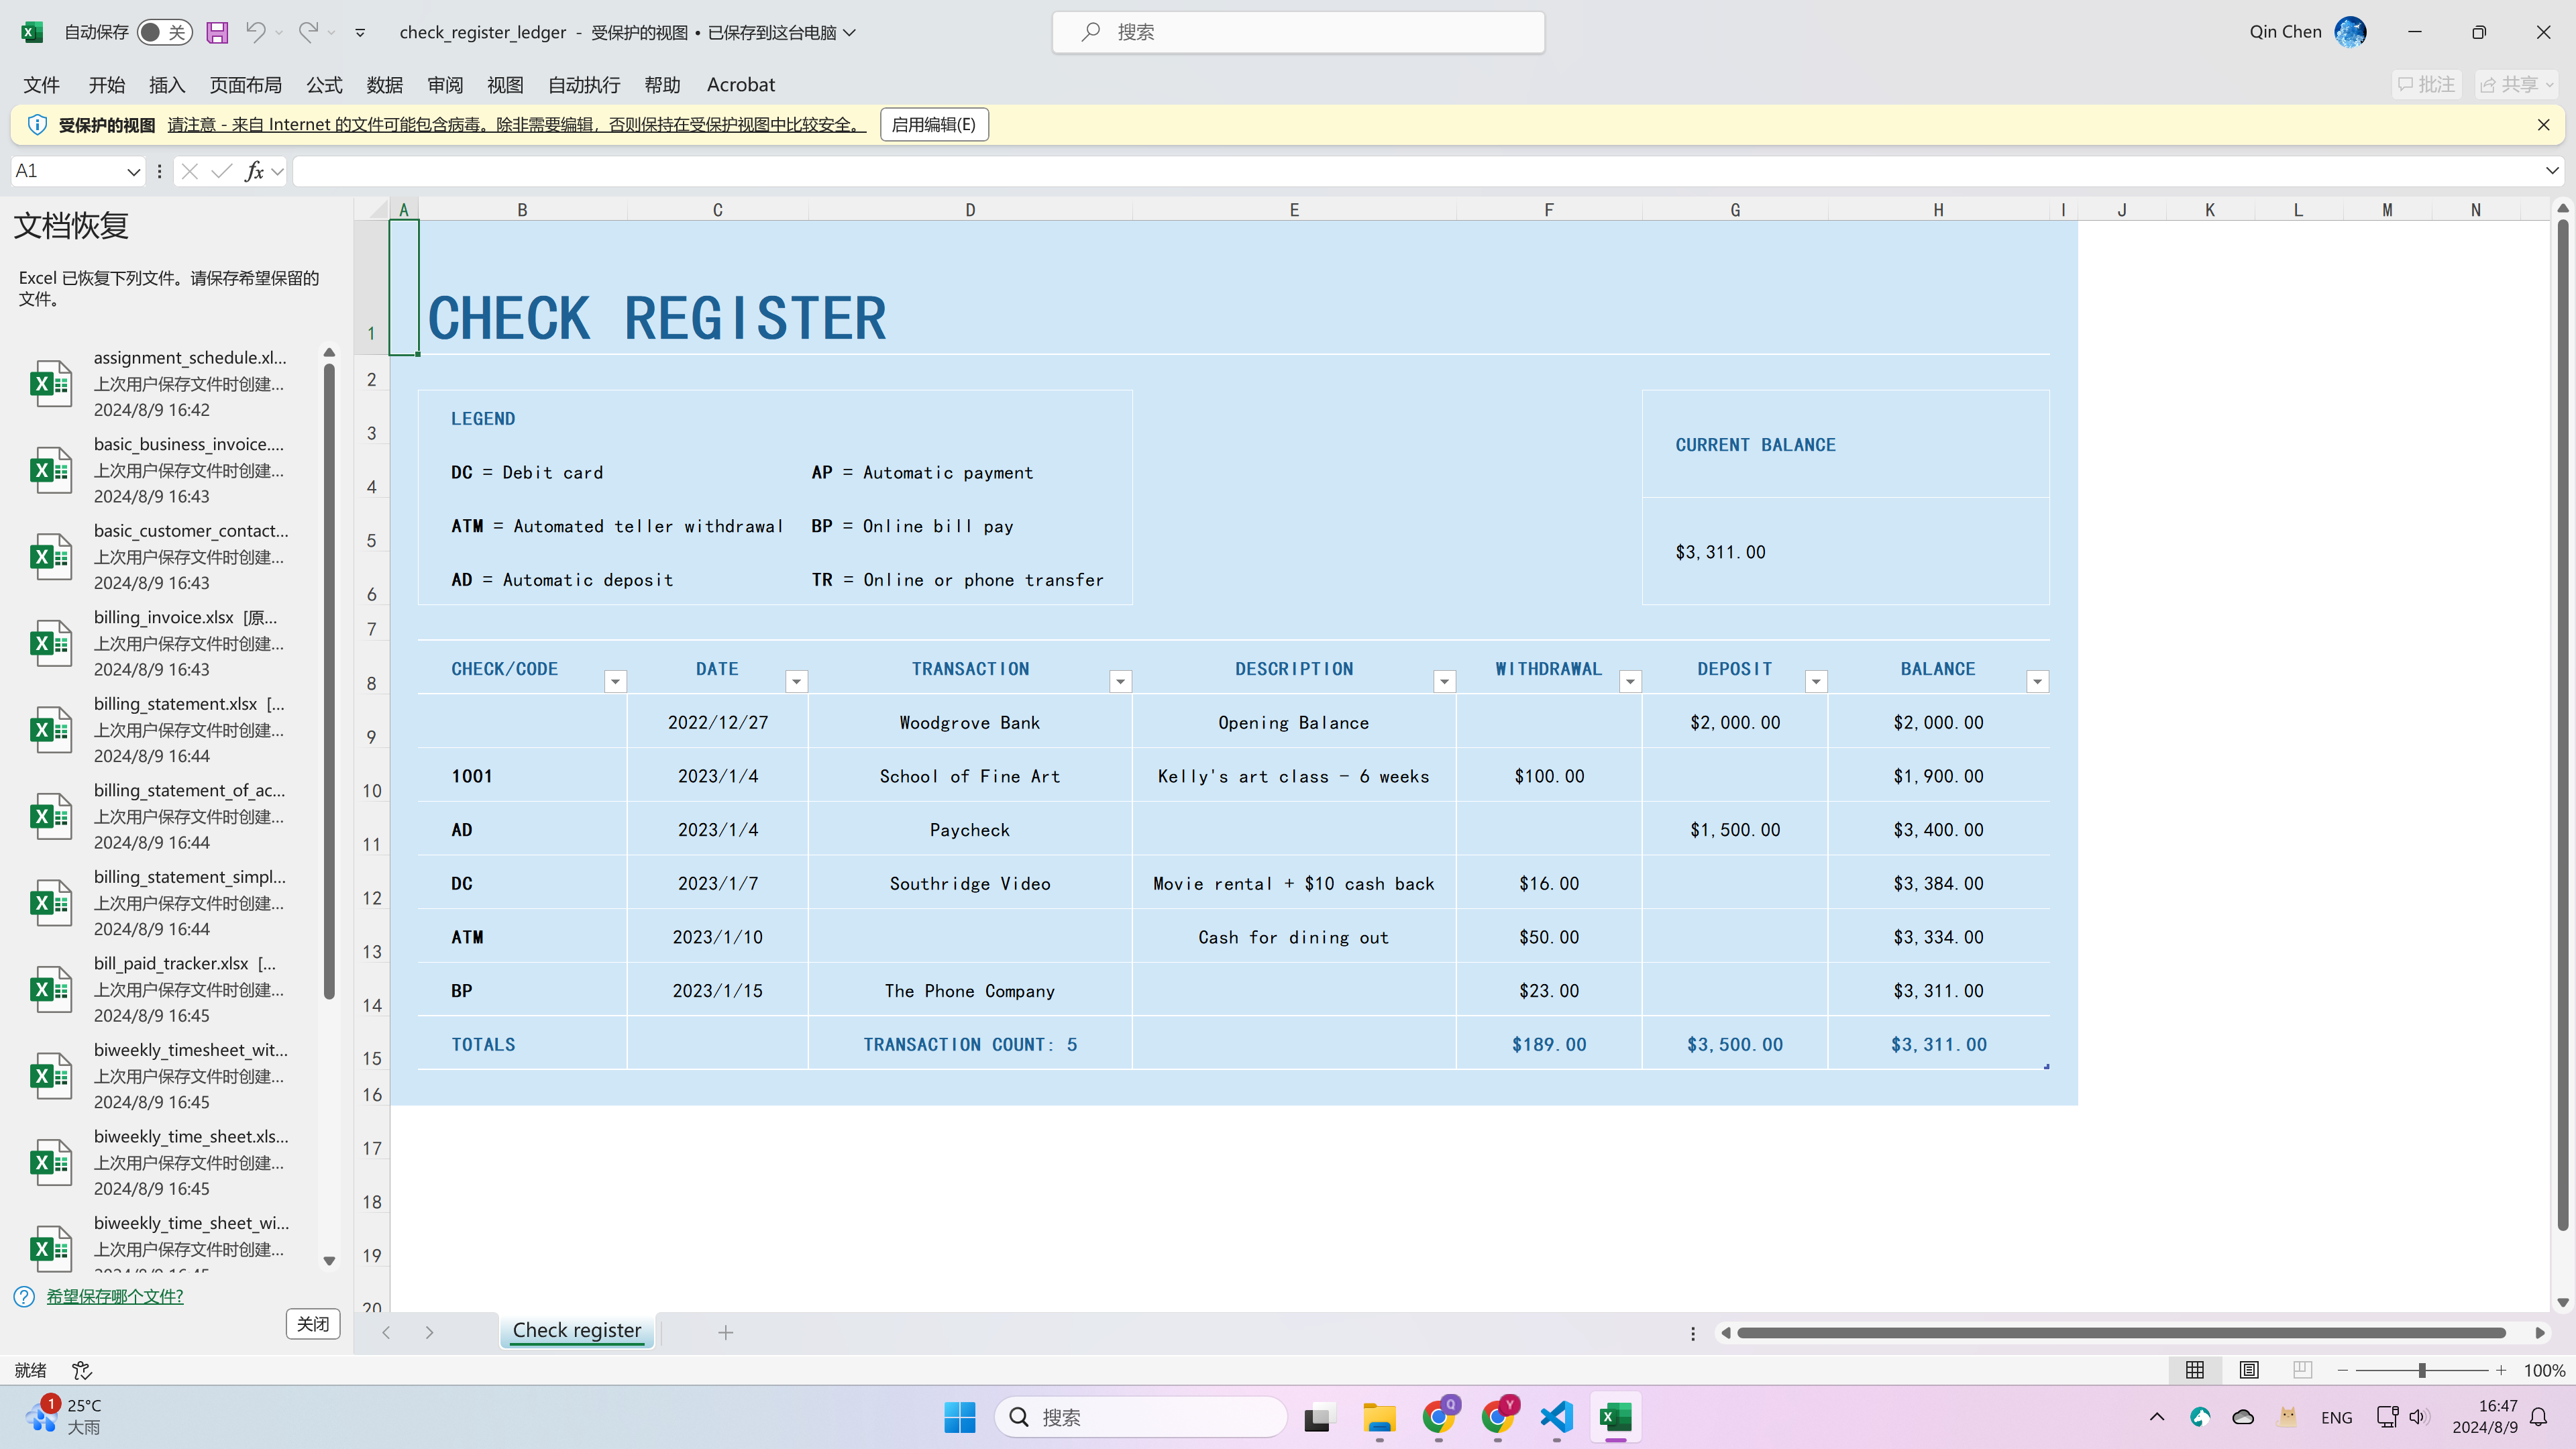 自动保存 关 check_register_ledger - 受保护的视图 • 已保存到这台电脑 搜索 Qin Chen
文件 开始 插入 页面布局 公式 数据 审阅 视图 自动执行 帮助 Acrobat 批注 共享
受保护的视图 请注意 - 来自 Internet 的文件可能包含病毒。除非需要编辑，否则保持在受保护视图中比较安全。 启用编辑(E)
A1 fx
文档恢复
Excel 已恢复下列文件。请保存希望保留的
文件。
assignment_schedule.xl...
上次用户保存文件时创建...
2024/8/9 16:42
basic_business_invoice....
上次用户保存文件时创建...
2024/8/9 16:43
basic_customer_contact...
上次用户保存文件时创建...
2024/8/9 16:43
billing_invoice.xlsx [原...
上次用户保存文件时创建...
2024/8/9 16:43
billing_statement.xlsx [...
上次用户保存文件时创建...
2024/8/9 16:44
billing_statement_of_ac...
上次用户保存文件时创建...
2024/8/9 16:44
billing_statement_simpl...
上次用户保存文件时创建...
2024/8/9 16:44
bill_paid_tracker.xlsx [...
上次用户保存文件时创建...
2024/8/9 16:45
biweekly_timesheet_wit...
上次用户保存文件时创建...
2024/8/9 16:45
biweekly_time_sheet.xls...
上次用户保存文件时创建...
2024/8/9 16:45
biweekly_time_sheet_wi...
上次用户保存文件时创建...
希望保存哪个文件?
关闭
A B C D E F G H I J K L M N
1 CHECK REGISTER
2
3 LEGEND CURRENT BALANCE
4 DC = Debit card AP = Automatic payment
5 ATM = Automated teller withdrawal BP = Online bill pay $3,311.00
6 AD = Automatic deposit TR = Online or phone transfer
7
8 CHECK/CODE DATE TRANSACTION DESCRIPTION WITHDRAWAL DEPOSIT BALANCE
9 2022/12/27 Woodgrove Bank Opening Balance $2,000.00 $2,000.00
10 1001 2023/1/4 School of Fine Art Kelly's art class - 6 weeks $100.00 $1,900.00
11 AD 2023/1/4 Paycheck $1,500.00 $3,400.00
12 DC 2023/1/7 Southridge Video Movie rental + $10 cash back $16.00 $3,384.00
13 ATM 2023/1/10 Cash for dining out $50.00 $3,334.00
14 BP 2023/1/15 The Phone Company $23.00 $3,311.00
15 TOTALS TRANSACTION COUNT: 5 $189.00 $3,500.00 $3,311.00
16
17
18
19
20
Check register
就绪 100%
1 25°C
大雨
搜索 Q Y ENG
16:47
2024/8/9